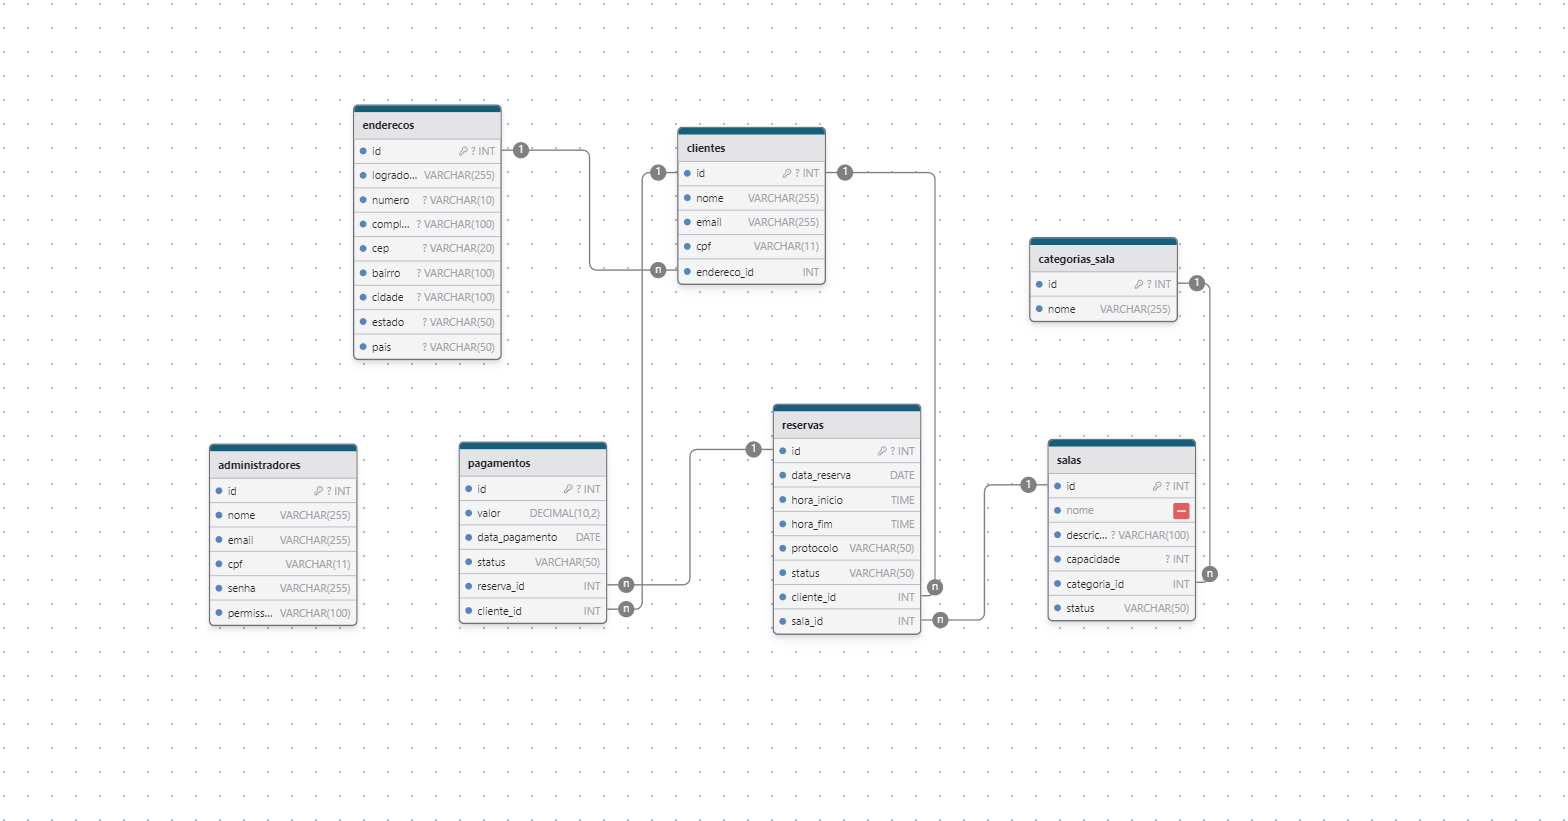 enderecos
id ? INT
logrado... VARCHAR(255)
numero ? VARCHAR(10)
compl... ? VARCHAR(100)
cep ? VARCHAR(20)
bairro ? VARCHAR(100)
cidade ? VARCHAR(100)
estado ? VARCHAR(50)
pais ? VARCHAR(50)
1
n
clientes
id ? INT
nome VARCHAR(255)
email VARCHAR(255)
cpf VARCHAR(11)
endereco_id INT
1
1
categorias_sala
id ? INT
nome VARCHAR(255)
1
administradores
id ? INT
nome VARCHAR(255)
email VARCHAR(255)
cpf VARCHAR(11)
senha VARCHAR(255)
permiss... VARCHAR(100)
pagamentos
id ? INT
valor DECIMAL(10,2)
data_pagamento DATE
status VARCHAR(50)
reserva_id INT
cliente_id INT
n
n
1
reservas
id ? INT
data_reserva DATE
hora_inicio TIME
hora_fim TIME
protocolo VARCHAR(50)
status VARCHAR(50)
cliente_id INT
sala_id INT
n
n
1
salas
id ? INT
nome
descric... ? VARCHAR(100)
capacidade ? INT
categoria_id INT
status VARCHAR(50)
n